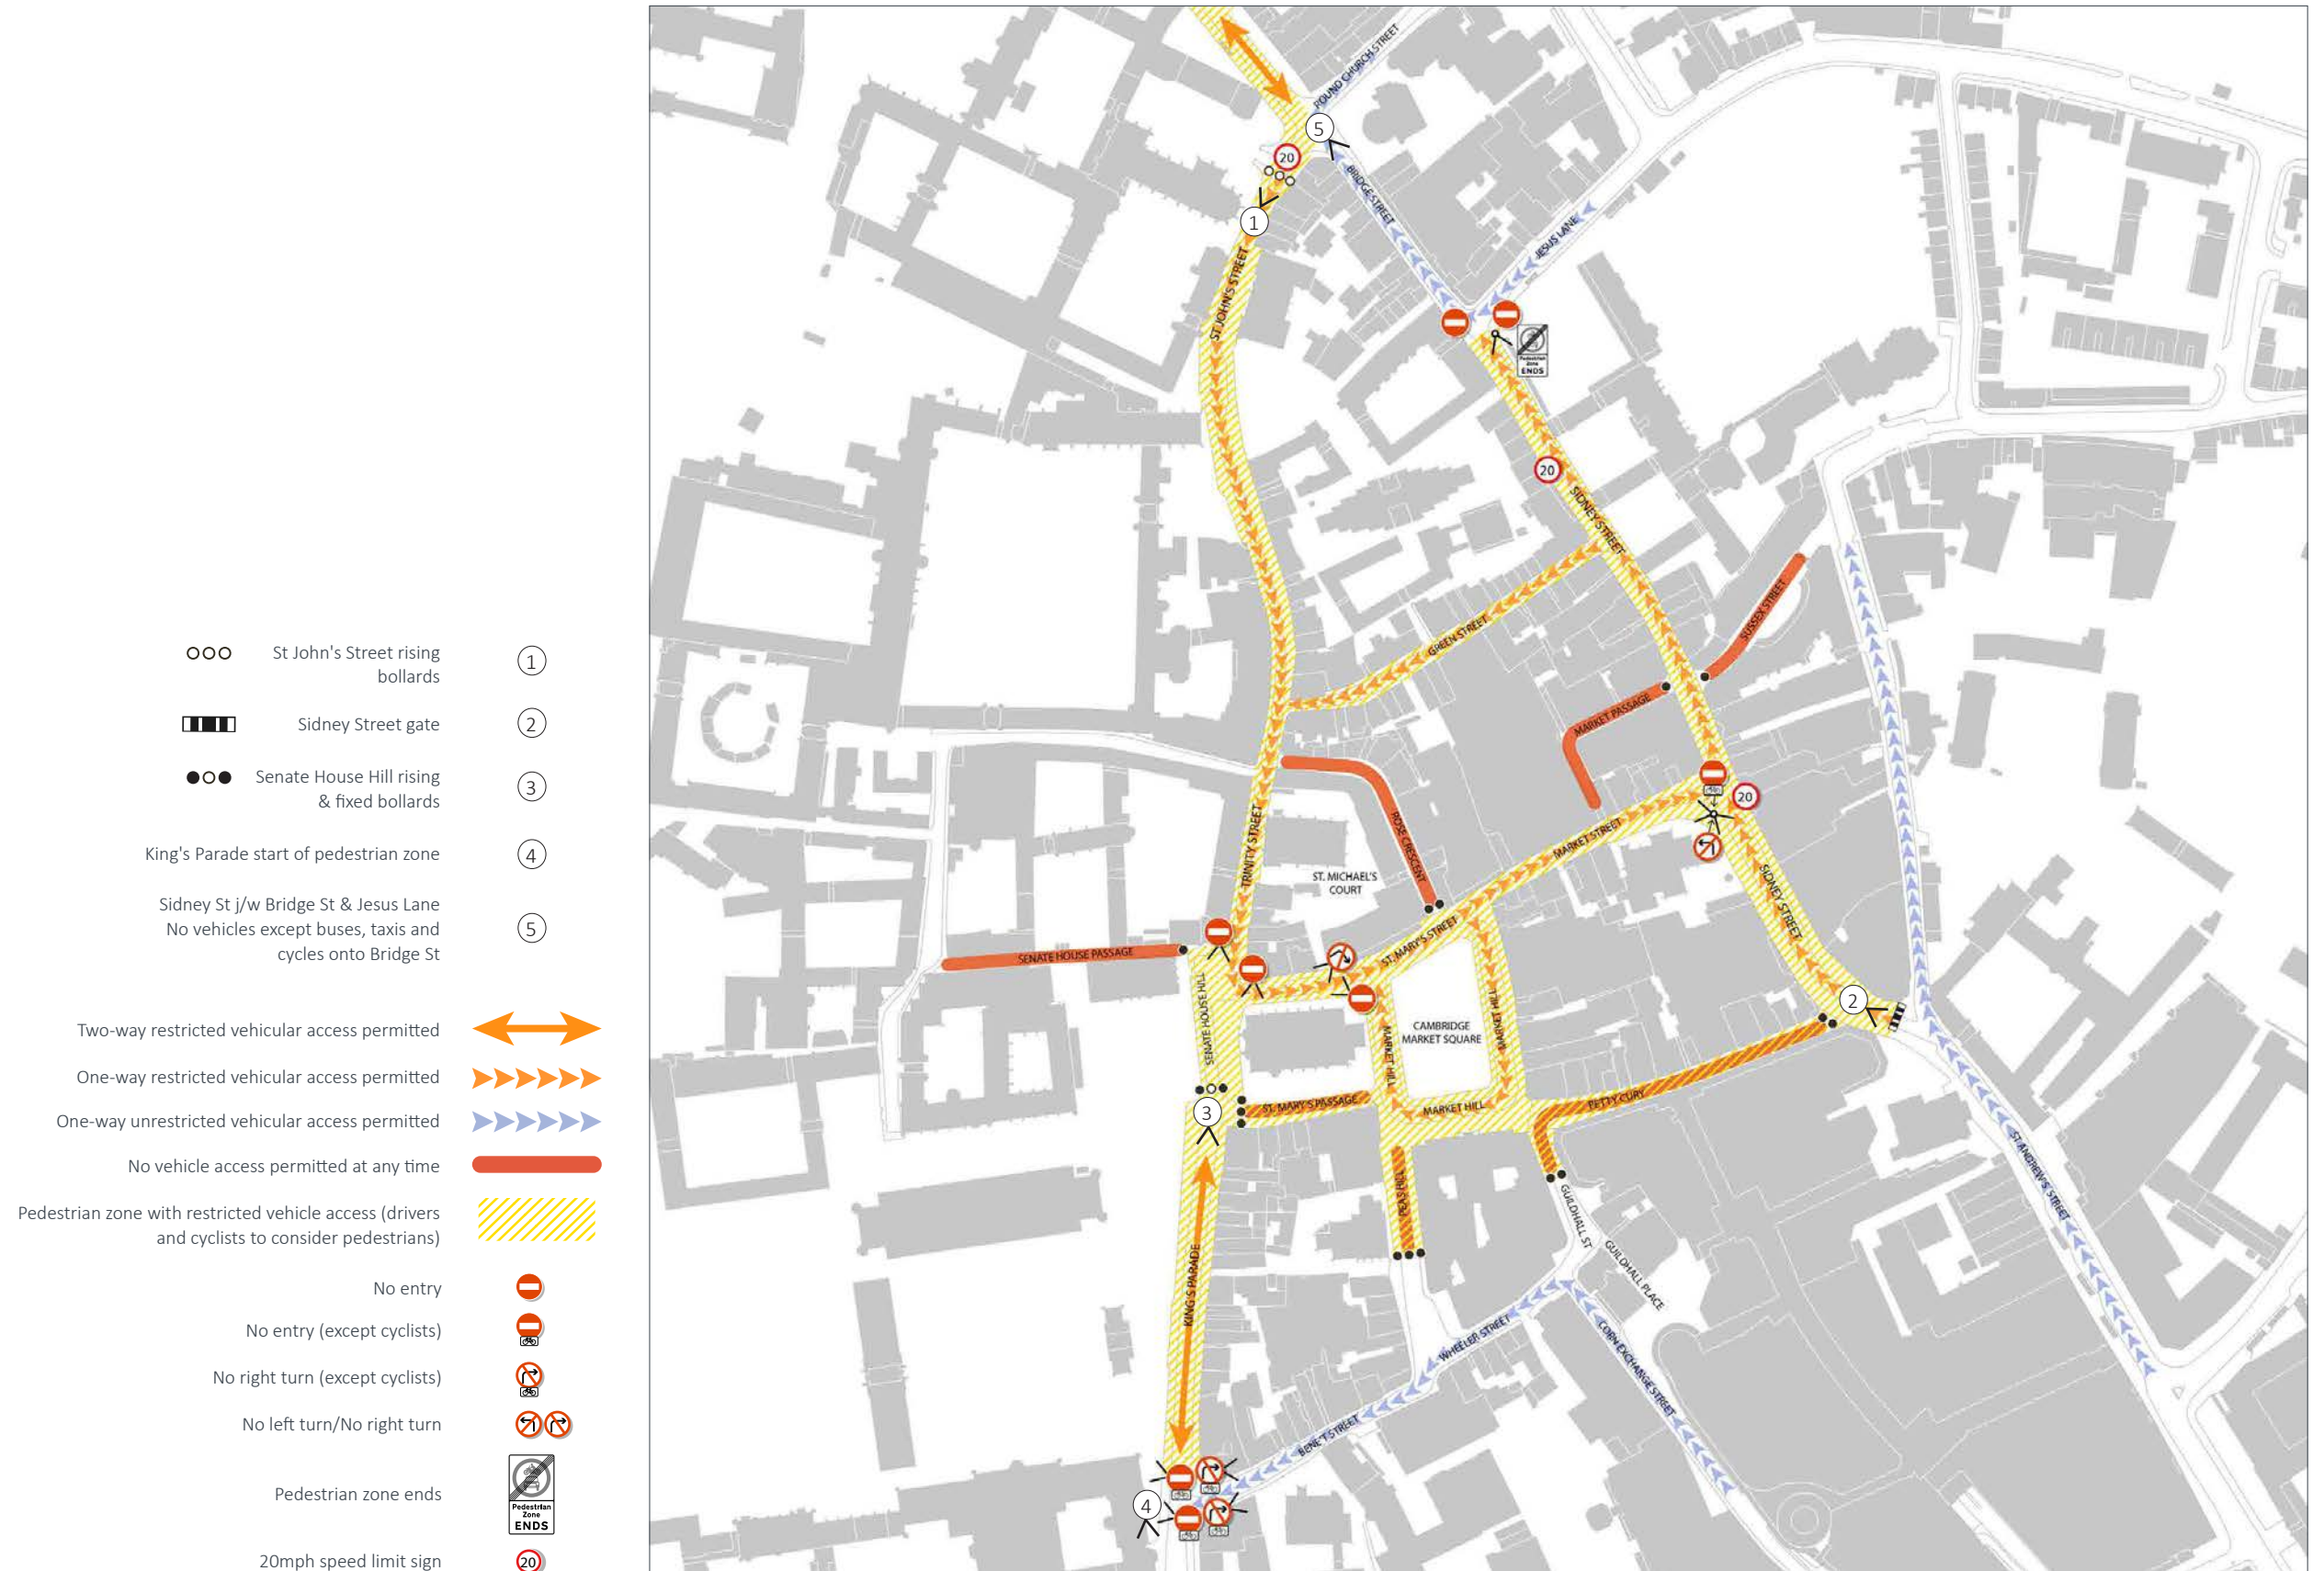 St John's Street rising
bollards
1
Sidney Street gate
2
Senate House Hill rising
& fixed bollards
3
King's Parade start of pedestrian zone
4
Sidney St j/w Bridge St & Jesus Lane
No vehicles except buses, taxis and
cycles onto Bridge St
5
Two-way restricted vehicular access permitted
One-way restricted vehicular access permitted
One-way unrestricted vehicular access permitted
No vehicle access permitted at any time
Pedestrian zone with restricted vehicle access (drivers
and cyclists to consider pedestrians)
No entry
No entry (except cyclists)
No right turn (except cyclists)
No left turn/No right turn
Pedestrian zone ends
Pedestrian
Zone
ENDS
20mph speed limit sign
20
ROUND CHURCH STREET
5
20
1
BRIDGE STREET
JESUS LANE
ST JOHN'S STREET
Pedestrian
Zone
ENDS
20
SIDNEY STREET
GREEN STREET
SUSSEX STREET
MARKET PASSAGE
20
ROSE CRESCENT
MARKET STREET
TRINITY STREET
ST. MICHAEL'S
COURT
SIDNEY STREET
ST. MARY'S STREET
SENATE HOUSE PASSAGE
SENATE HOUSE HILL
MARKET HILL
CAMBRIDGE
MARKET SQUARE
MARKET HILL
2
3
ST. MARY'S PASSAGE
MARKET HILL
PETTY CURY
PEAS HILL
GUILDHALL ST
GUILDHALL PLACE
ST ANDREW'S STREET
KING'S PARADE
WHEELER STREET
CORN EXCHANGE STREET
BENE'T STREET
4